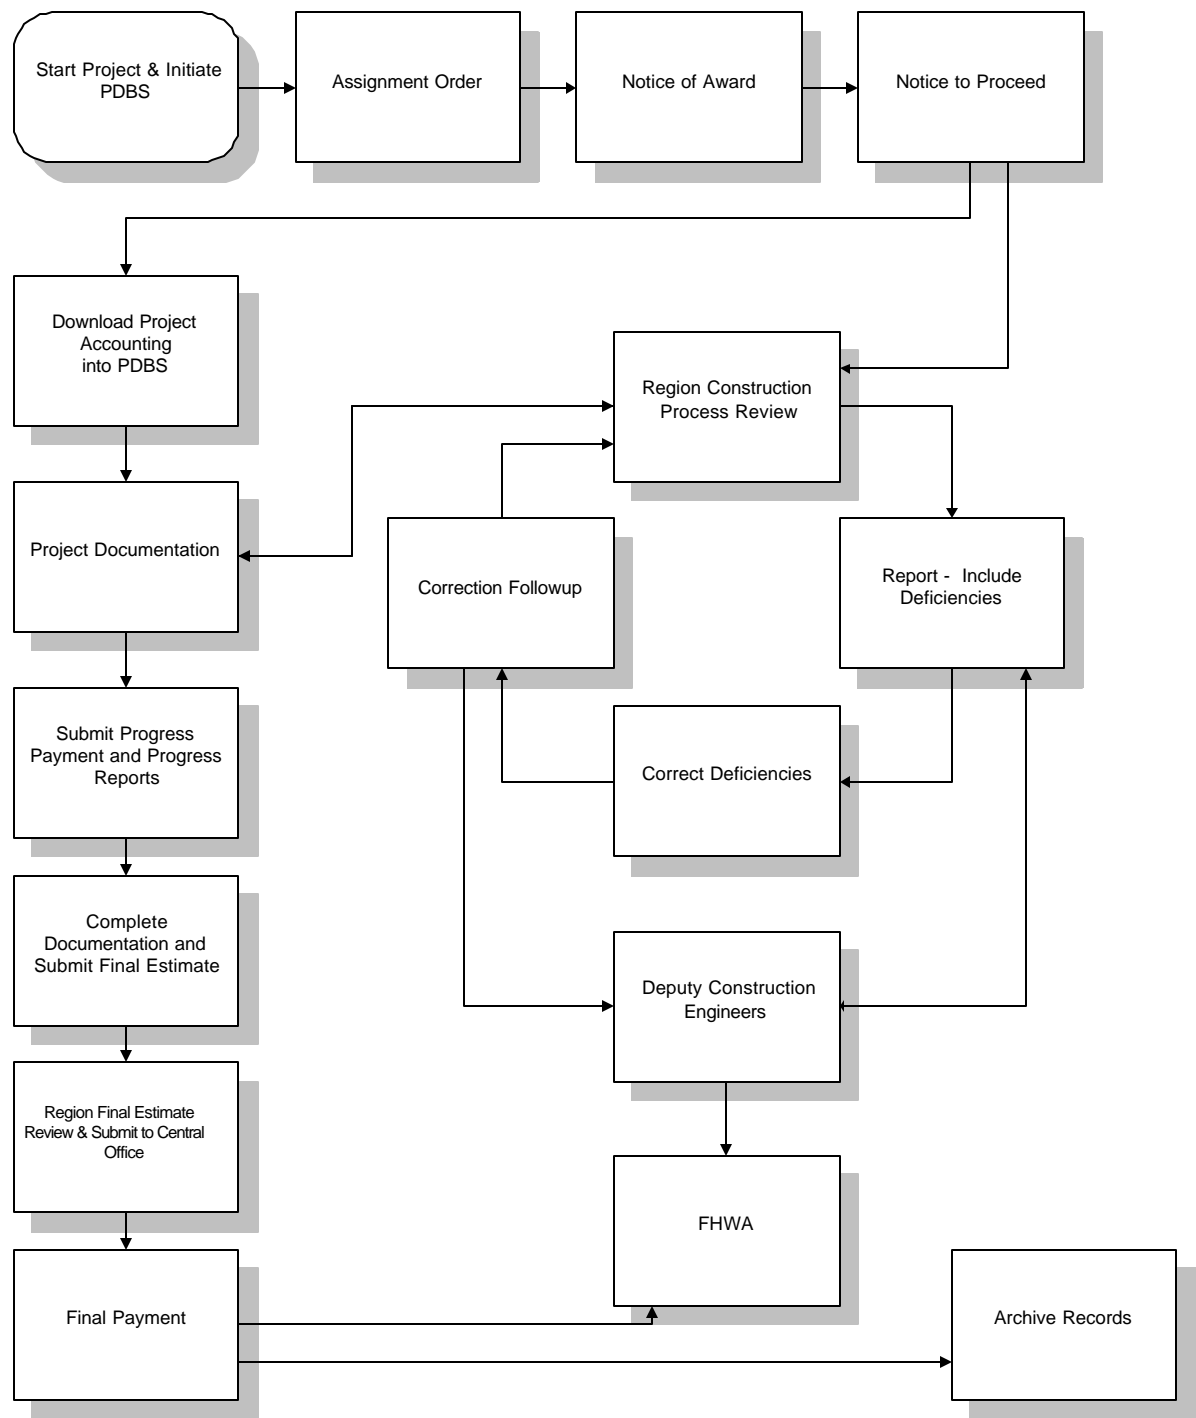 Start Project & Initiate
PDBS
Assignment Order
Notice of Award
Notice to Proceed
Download Project
Accounting
into PDBS
Region Construction
Process Review
Project Documentation
Correction Followup
Report - Include
Deficiencies
Submit Progress
Payment and Progress
Reports
Correct Deficiencies
Complete
Documentation and
Submit Final Estimate
Deputy Construction
Engineers
Region Final Estimate
Review & Submit to Central
Office
FHWA
Final Payment
Archive Records